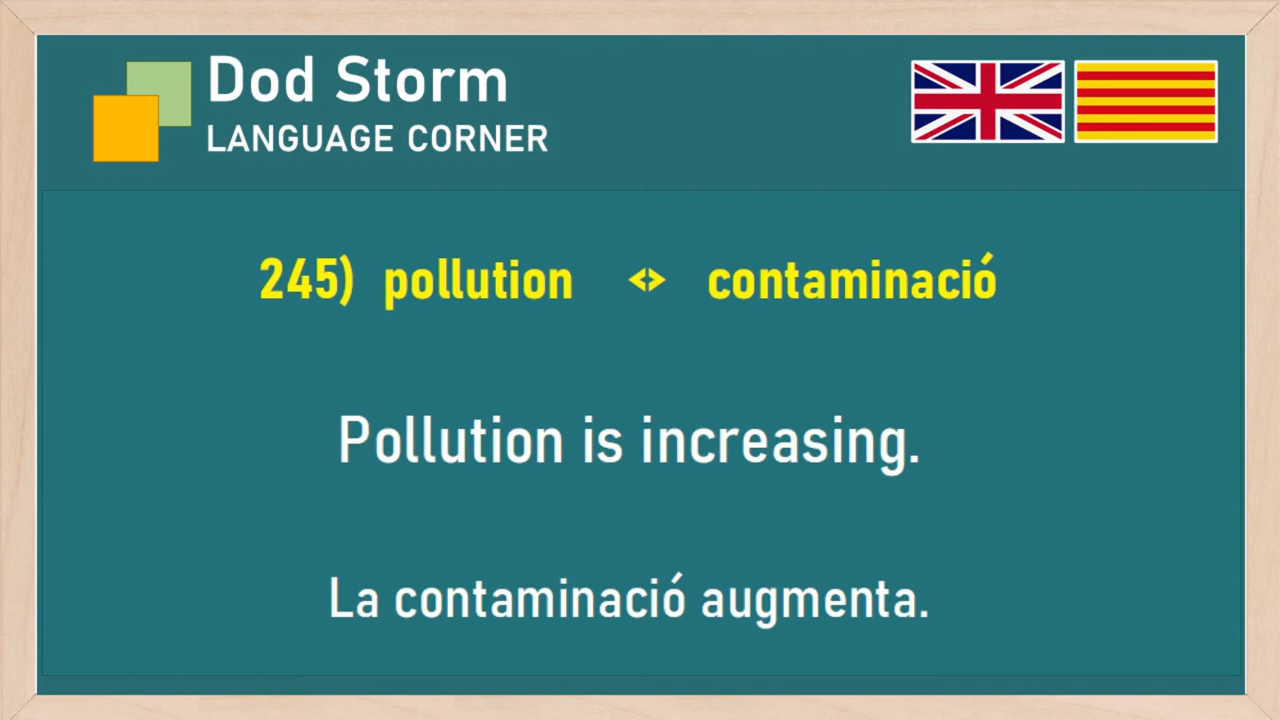 Dod Storm
LANGUAGE CORNER
245) pollution <> contaminació
Pollution is increasing.
La contaminació augmenta.